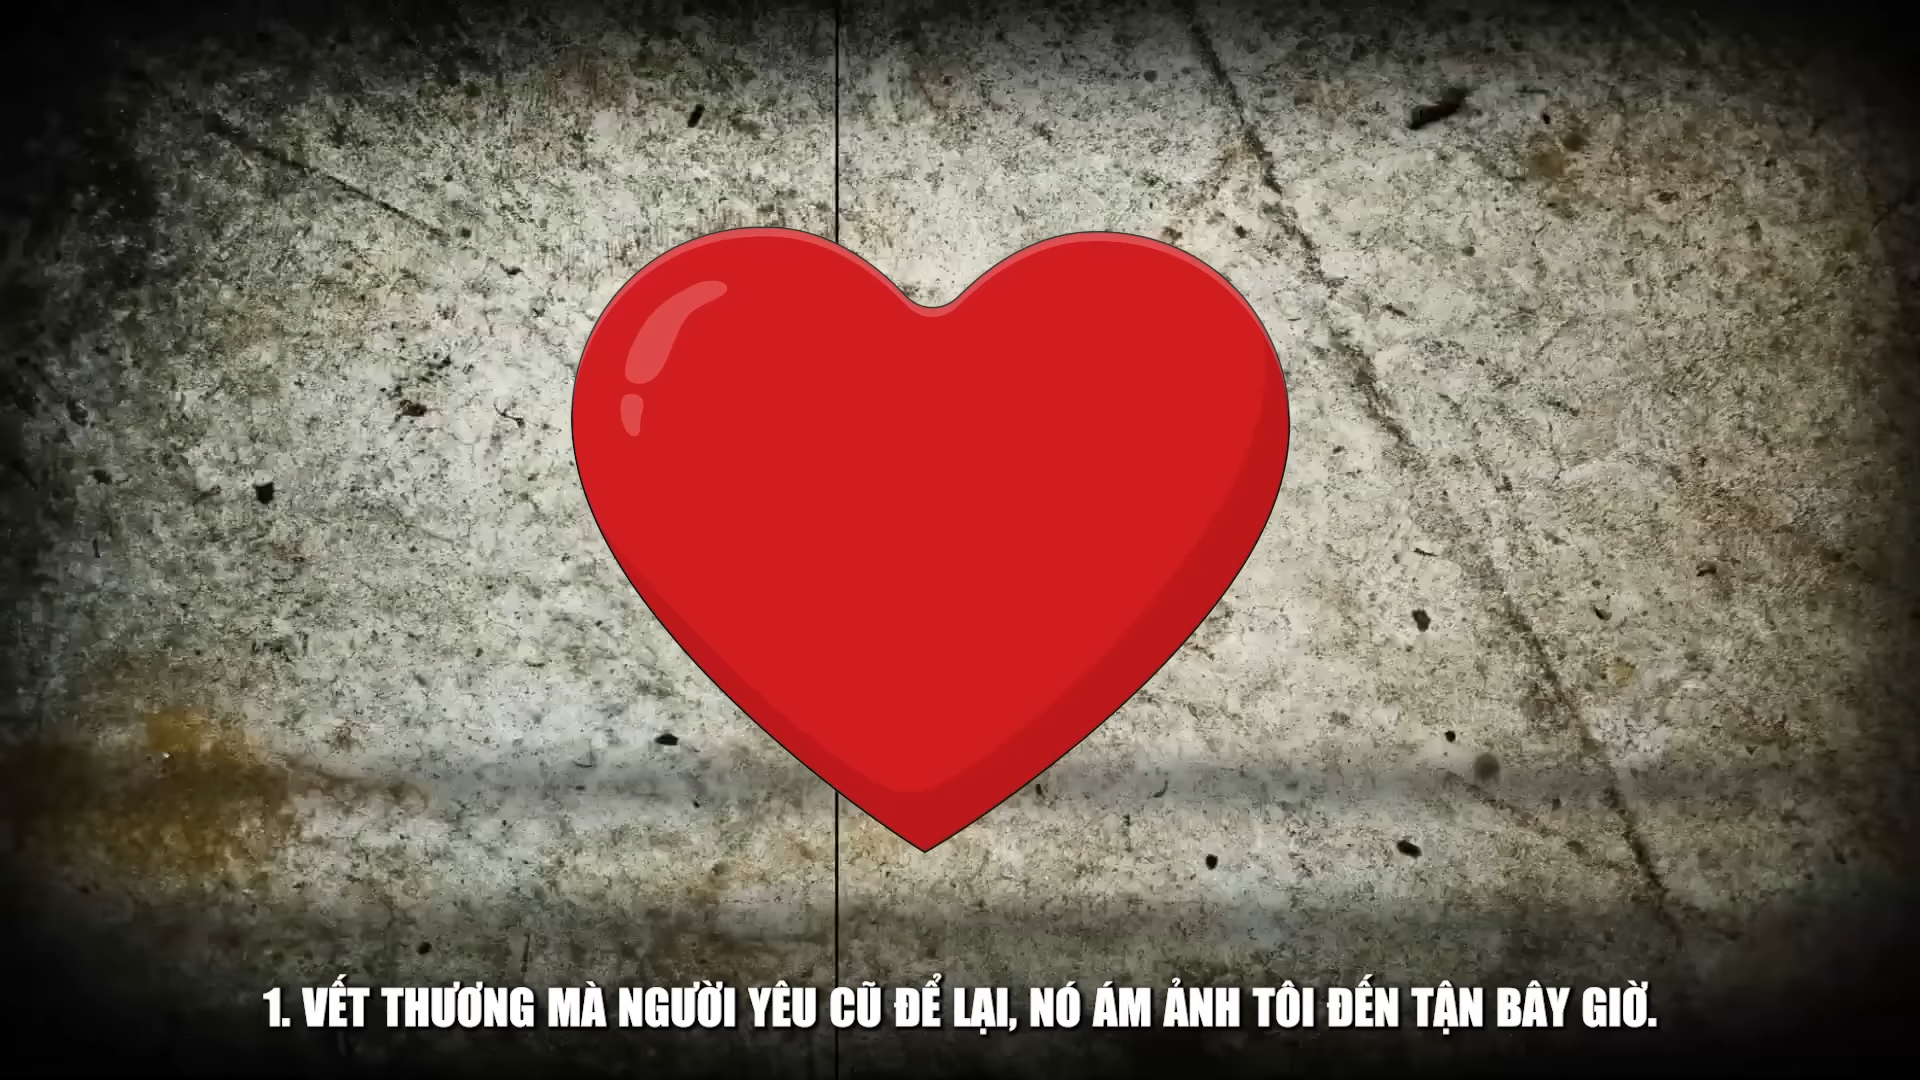 1. VẾT THƯƠNG MÀ NGƯỜI YÊU CŨ ĐỂ LẠI, NÓ ÁM ẢNH TÔI ĐẾN TẬN BÂY GIỜ.